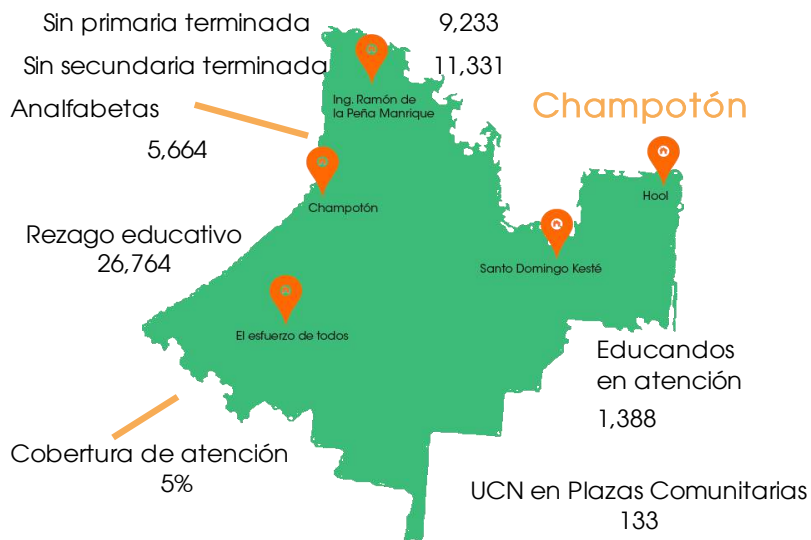 Sin primaria terminada 9,233
Sin secundaria terminada 11,331
Analfabetas
5,664
Ing. Ramón de
la Peña Manrique
Champotón
Champotón
Hool
Rezago educativo
26,764
Santo Domingo Kesté
El esfuerzo de todos
Educandos
en atención
1,388
Cobertura de atención
5%
UCN en Plazas Comunitarias
133